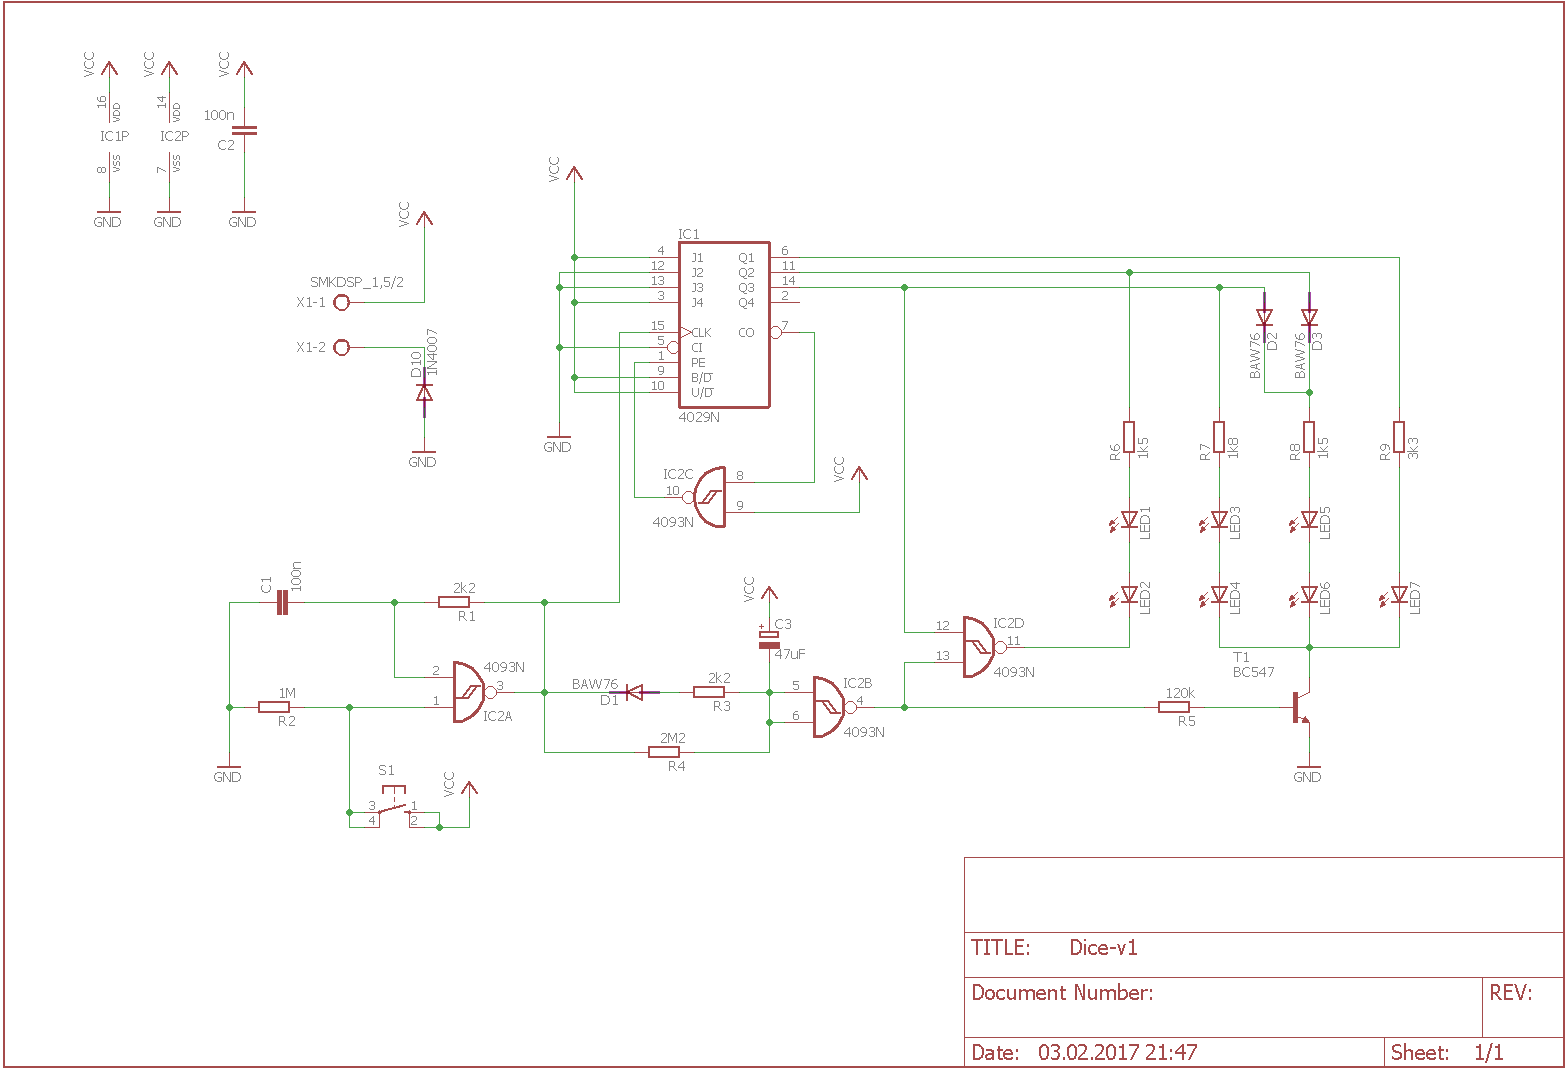 VCC
VCC
VCC
16
VDD
14
VDD
100n
IC1P
IC2P
C2
8
VSS
7
VSS
GND
GND
GND
VCC
SMKDSP_1,5/2
X1-1
X1-2
D10
1N4007
GND
VCC
IC1
4 J1 Q1 6
12 J2 Q2 11
13 J3 Q3 14
3 J4 Q4 2
15 CLK CO 7
5 CI
1 PE
9 B/D
10 U/D
4029N
GND
IC2C
10
8
9
4093N
VCC
BAW76
D2
BAW76
D3
R6
1k5
R7
1k8
R8
1k5
R9
3k3
LED1
LED3
LED5
LED2
LED4
LED6
LED7
C1
100n
2k2
R1
2
1
3
4093N
IC2A
1M
R2
GND
S1
3
4
1
2
VCC
BAW76
D1
2k2
R3
2M2
R4
VCC
+
C3
47uF
5
6
4
IC2B
4093N
12
13
11
IC2D
4093N
120k
R5
T1
BC547
GND
TITLE: Dice-v1
Document Number:
REV:
Date: 03.02.2017 21:47
Sheet: 1/1